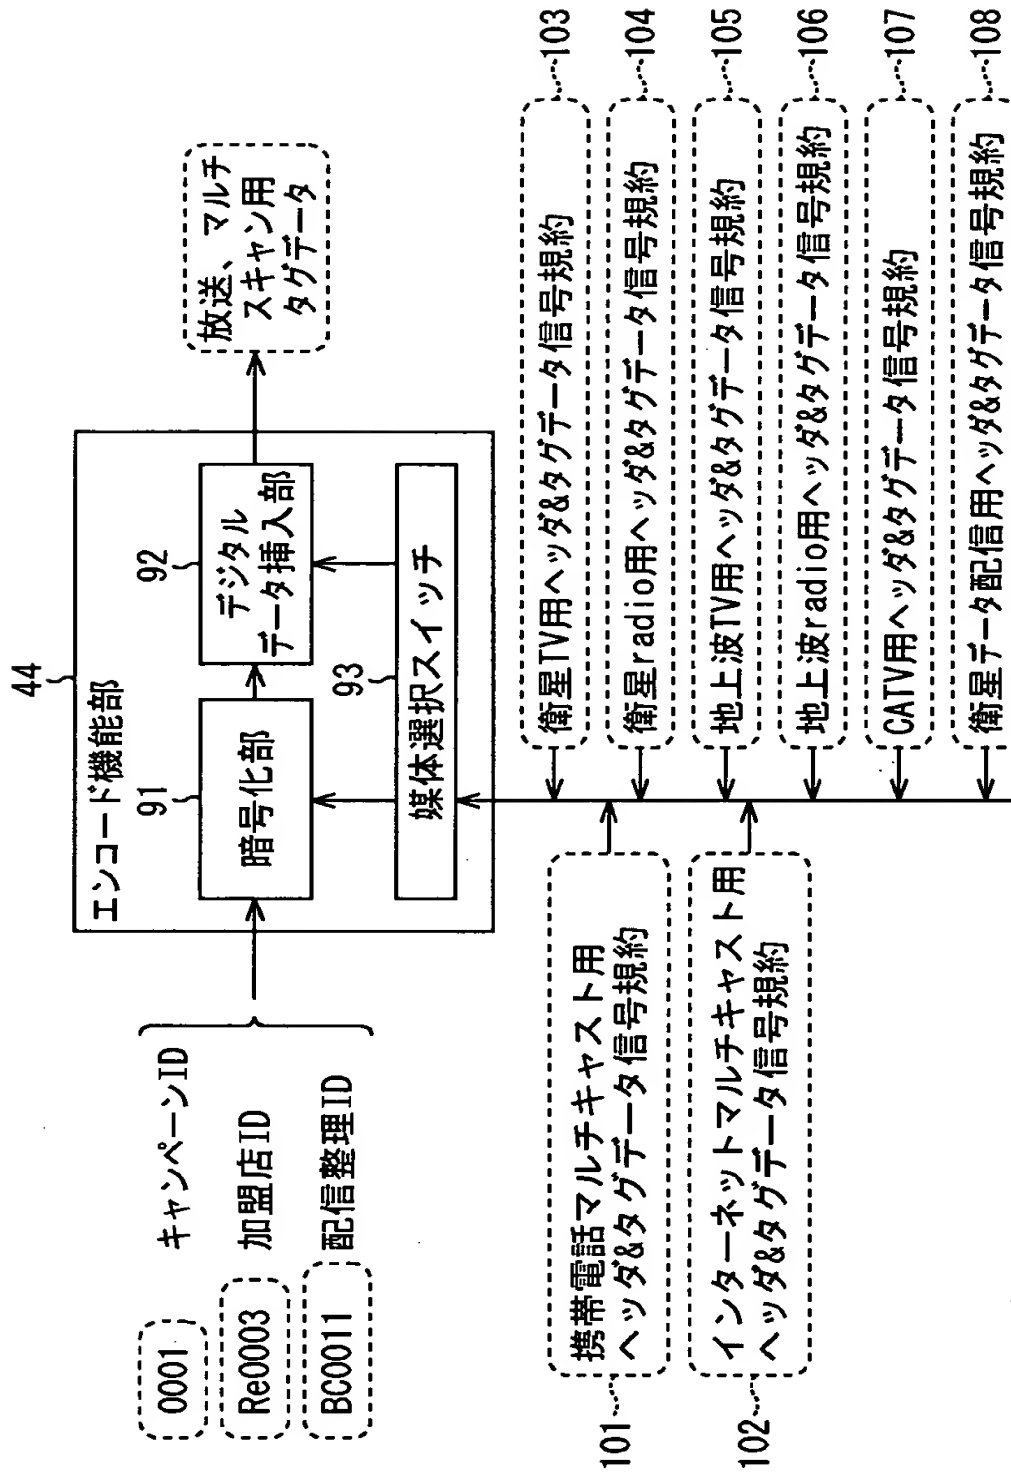 44
エンコード機能部
0001
キャンペーンID
Re0003
加盟店ID
BC0011
配信整理ID
91
暗号化部
92
デジタル
データ挿入部
93
媒体選択スイッチ
放送、マルチ
スキャン用
タグデータ
101
携帯電話マルチキャスト用
ヘッダ&タグデータ信号規約
102
インターネットマルチキャスト用
ヘッダ&タグデータ信号規約
衛星TV用ヘッダ&タグデータ信号規約
103
衛星radio用ヘッダ&タグデータ信号規約
104
地上波TV用ヘッダ&タグデータ信号規約
105
地上波radio用ヘッダ&タグデータ信号規約
106
CATV用ヘッダ&タグデータ信号規約
107
衛星データ配信用ヘッダ&タグデータ信号規約
108